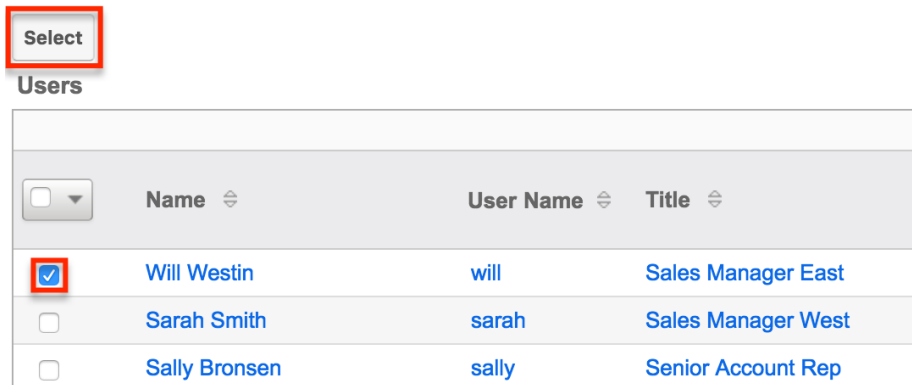 Select
Users
Name User Name Title
Will Westin will Sales Manager East
Sarah Smith sarah Sales Manager West
Sally Bronsen sally Senior Account Rep